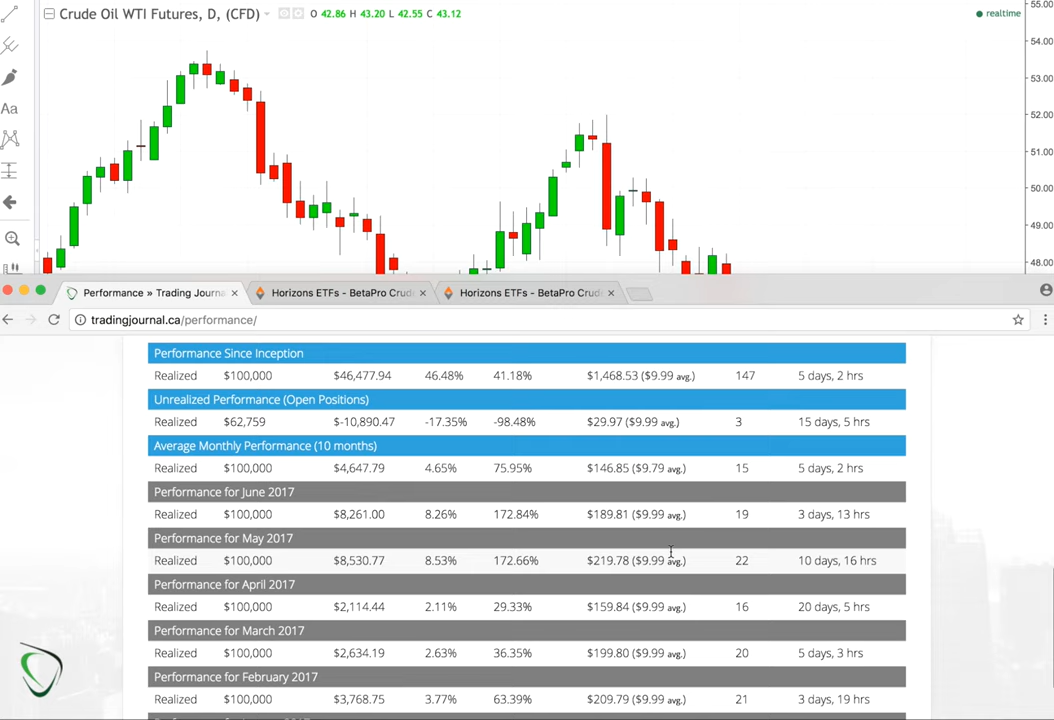 Crude Oil WTI Futures, D, (CFD) O 42.86 H 43.20 L 42.55 C 43.12
realtime
55.00
54.00
53.00
52.00
51.00
50.00
49.00
48.00
Aa
Performance » Trading Journa × Horizons ETFs - BetaPro Crude × Horizons ETFs - BetaPro Crude ×
tradingjournal.ca/performance/
Performance Since Inception
Realized $100,000 $46,477.94 46.48% 41.18% $1,468.53 ($9.99 avg.) 147 5 days, 2 hrs
Unrealized Performance (Open Positions)
Realized $62,759 $-10,890.47 -17.35% -98.48% $29.97 ($9.99 avg.) 3 15 days, 5 hrs
Average Monthly Performance (10 months)
Realized $100,000 $4,647.79 4.65% 75.95% $146.85 ($9.79 avg.) 15 5 days, 2 hrs
Performance for June 2017
Realized $100,000 $8,261.00 8.26% 172.84% $189.81 ($9.99 avg.) 19 3 days, 13 hrs
Performance for May 2017
Realized $100,000 $8,530.77 8.53% 172.66% $219.78 ($9.99 avg.) 22 10 days, 16 hrs
Performance for April 2017
Realized $100,000 $2,114.44 2.11% 29.33% $159.84 ($9.99 avg.) 16 20 days, 5 hrs
Performance for March 2017
Realized $100,000 $2,634.19 2.63% 36.35% $199.80 ($9.99 avg.) 20 5 days, 3 hrs
Performance for February 2017
Realized $100,000 $3,768.75 3.77% 63.39% $209.79 ($9.99 avg.) 21 3 days, 19 hrs